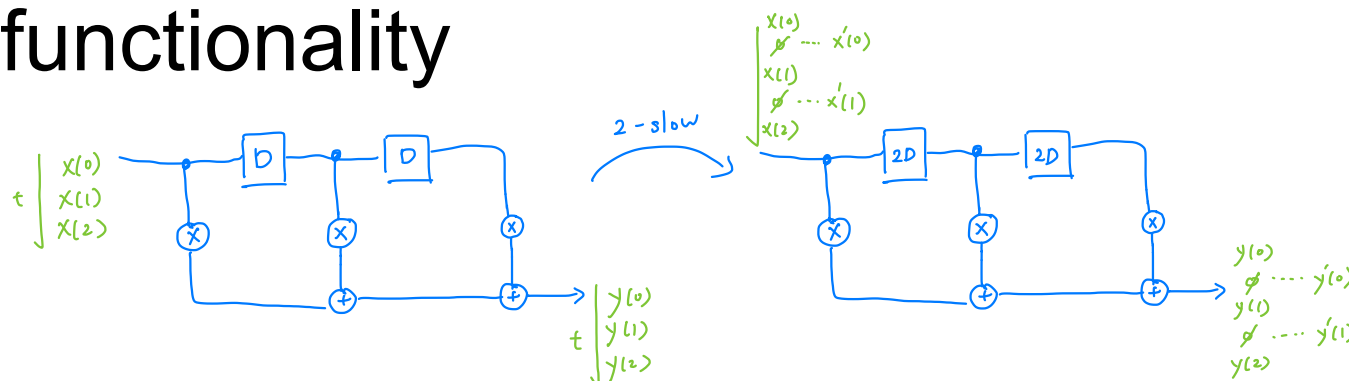 functionality
t
x(0)
x(1)
x(2)
D
D
x
x
x
+
+
t
y(0)
y(1)
y(2)
2-slow
x(0)
ø ---- x'(0)
x(1)
ø ··· x'(1)
x(2)
2D
2D
x
x
x
+
+
y(0)
ø ···· y'(0)
y(1)
ø ···· y'(1)
y(2)